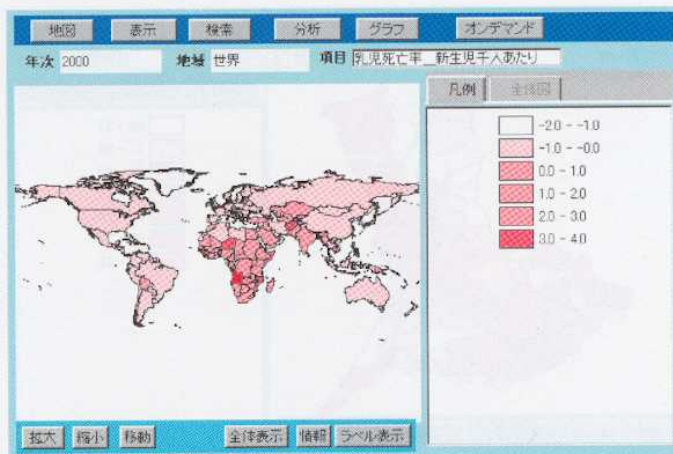 地図 表示 検索 分析 グラフ オンデマンド
年次 2000 地域 世界 項目 乳児死亡率__新生児千人あたり
凡例 全体図
-2.0 - -1.0
-1.0 - -0.0
0.0 - 1.0
1.0 - 2.0
2.0 - 3.0
3.0 - 4.0
拡大 縮小 移動 全体表示 情報 ラベル表示